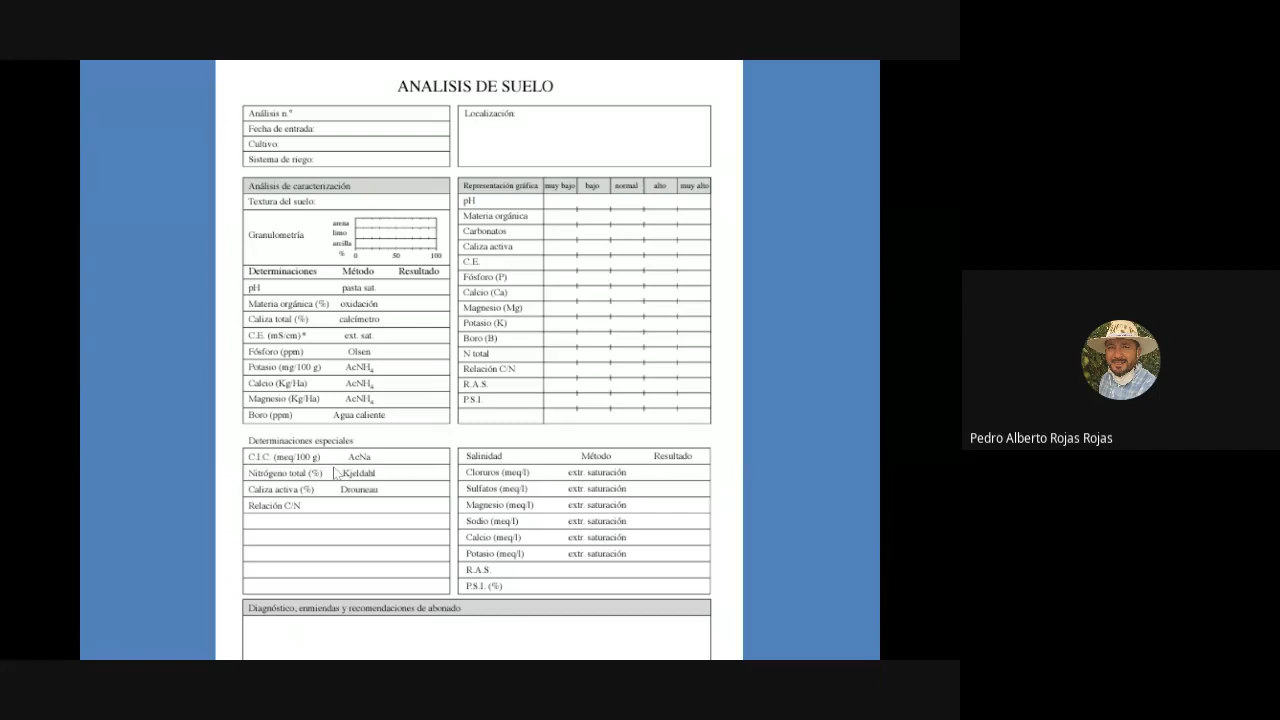 ANALISIS DE SUELO
Análisis n.º
Fecha de entrada:
Cultivo:
Sistema de riego:
Localización:
Análisis de caracterización
Textura del suelo:
Granulometría
arena
limo
arcilla
% 0 50 100
Determinaciones Método Resultado
pH pasta sat.
Materia orgánica (%) oxidación
Caliza total (%) calcímetro
C.E. (mS/cm)* ext. sat.
Fósforo (ppm) Olsen
Potasio (mg/100 g) AcNH4
Calcio (Kg/Ha) AcNH4
Magnesio (Kg/Ha) AcNH4
Boro (ppm) Agua caliente
Representación gráfica muy bajo bajo normal alto muy alto
pH
Materia orgánica
Carbonatos
Caliza activa
C.E.
Fósforo (P)
Calcio (Ca)
Magnesio (Mg)
Potasio (K)
Boro (B)
N total
Relación C/N
R.A.S.
P.S.I.
Determinaciones especiales
C.I.C. (meq/100 g) AcNa
Nitrógeno total (%) Kjeldahl
Caliza activa (%) Drouneau
Relación C/N
Salinidad Método Resultado
Cloruros (meq/l) extr. saturación
Sulfatos (meq/l) extr. saturación
Magnesio (meq/l) extr. saturación
Sodio (meq/l) extr. saturación
Calcio (meq/l) extr. saturación
Potasio (meq/l) extr. saturación
R.A.S.
P.S.I. (%)
Diagnóstico, enmiendas y recomendaciones de abonado
Pedro Alberto Rojas Rojas